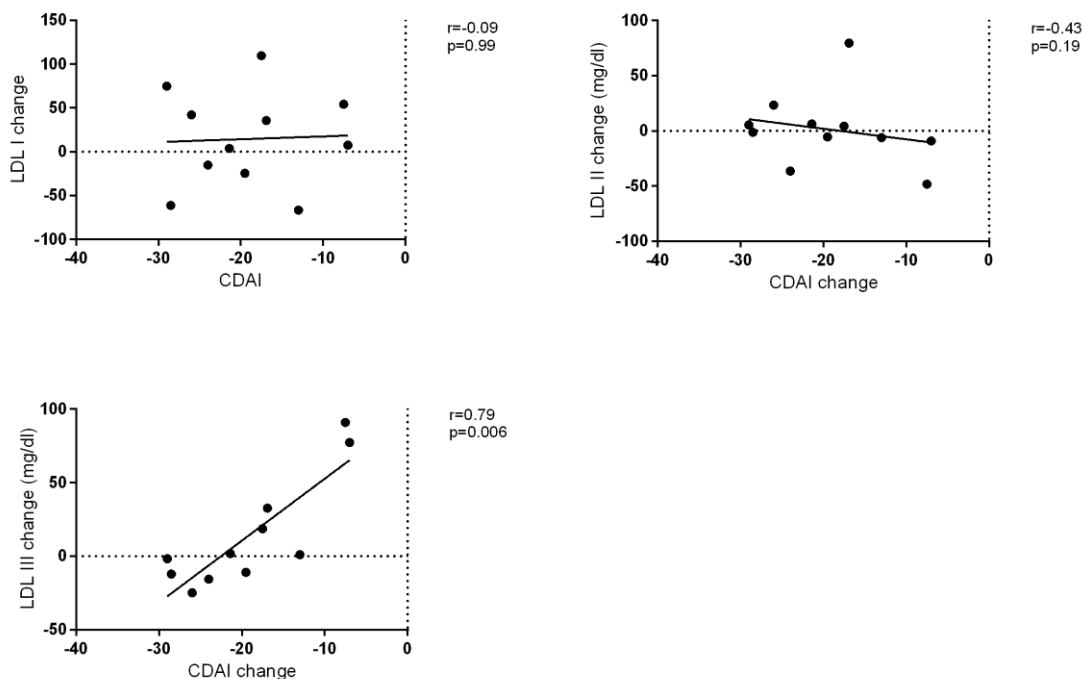 LDL I change
150
100
50
0
-50
-100
-40
-30
-20
-10
0
CDAI
r=-0.09
p=0.99
LDL II change (mg/dl)
100
50
0
-50
-100
-40
-30
-20
-10
0
CDAI change
r=-0.43
p=0.19
LDL III change (mg/dl)
100
50
0
-50
-40
-30
-20
-10
0
CDAI change
r=0.79
p=0.006